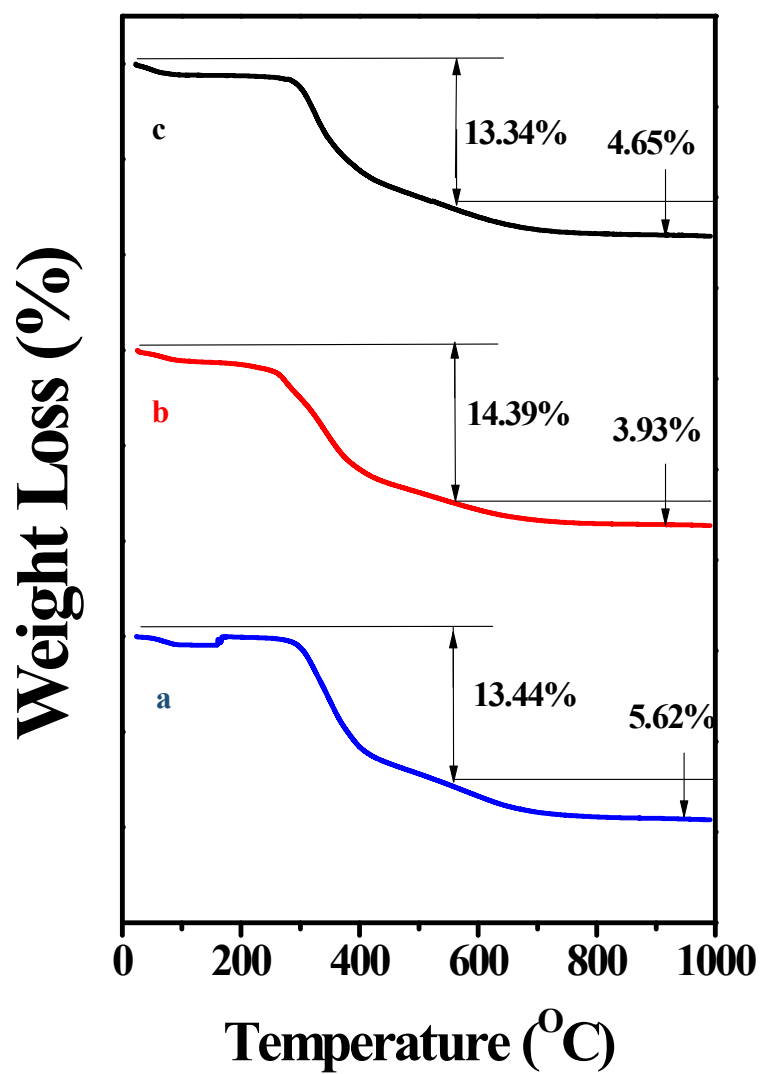 c
13.34%
4.65%
b
14.39%
3.93%
a
13.44%
5.62%
Weight Loss (%)
0 200 400 600 800 1000
Temperature (OC)